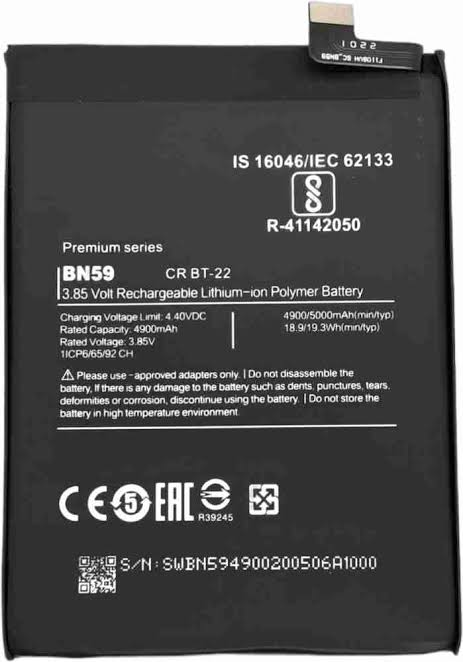 1022
F1108UM 6C_BN59
IS 16046/IEC 62133
R-41142050
Premium series
BN59 CR BT-22
3.85 Volt Rechargeable Lithium-ion Polymer Battery
Charging Voltage Limit: 4.40VDC
Rated Capacity: 4900mAh
Rated Voltage: 3.85V
1ICP6/65/92 CH
4900/5000mAh(min/typ)
18.9/19.3Wh(min/typ)
Please use -approved adapters only. | Do not disassemble the
battery, If there is any damage to the battery such as dents, punctures, tears,
deformities or corrosion, discontinue using the battery. | Do not store the
battery in high temperature environment.
CE 5 EAC
R39245
S/N: SWBN594900200506A1000